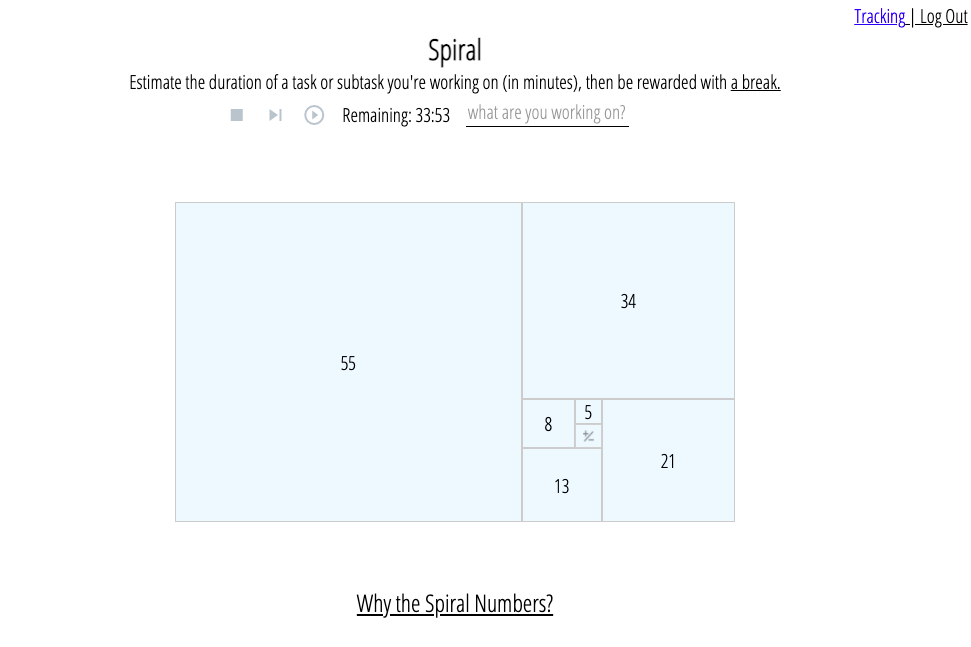 Tracking | Log Out
Spiral
Estimate the duration of a task or subtask you're working on (in minutes), then be rewarded with a break.
Remaining: 33:53 what are you working on?
34
55
5
8
21
13
Why the Spiral Numbers?